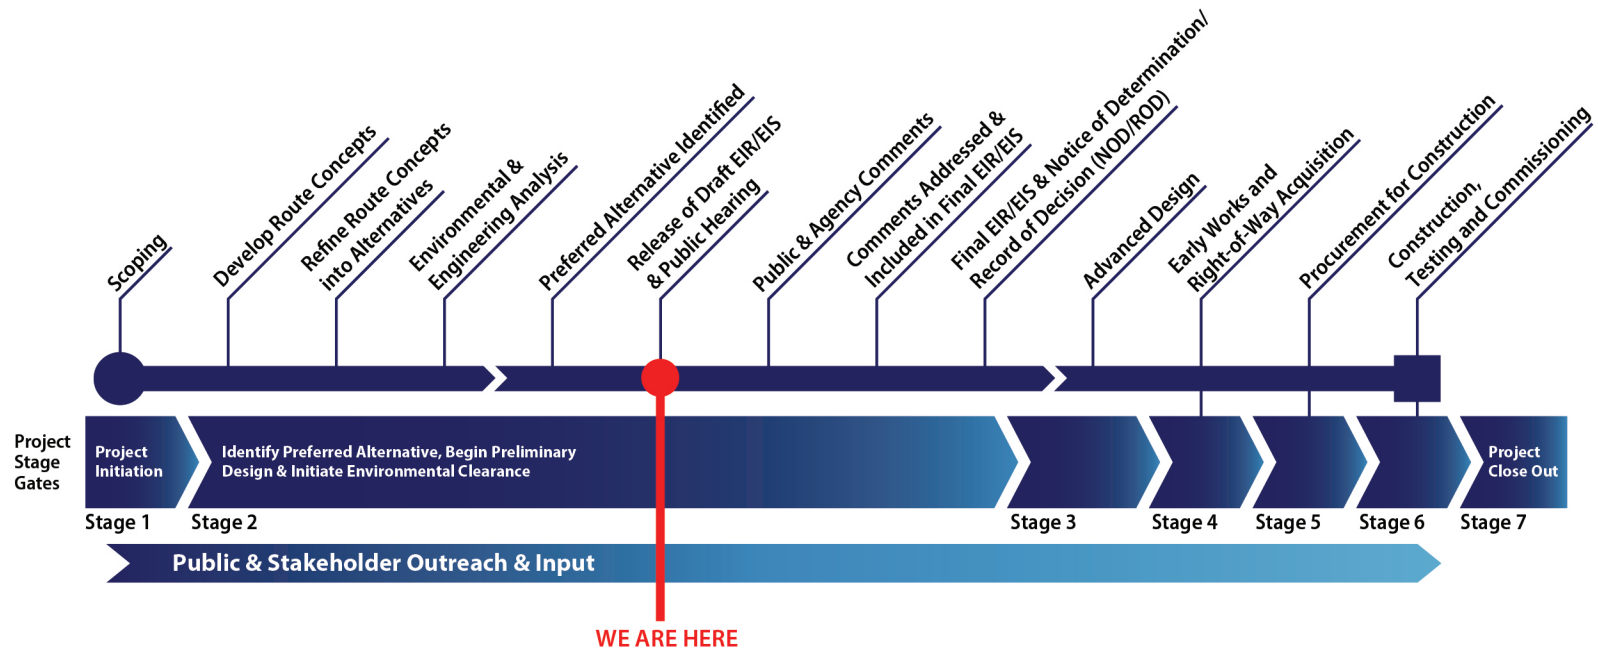 Scoping
Develop Route Concepts
Refine Route Concepts
into Alternatives
Environmental &
Engineering Analysis
Preferred Alternative Identified
Release of Draft EIR/EIS
& Public Hearing
Public & Agency Comments
Comments Addressed &
Included in Final EIR/EIS
Final EIR/EIS & Notice of Determination/
Record of Decision (NOD/ROD)
Advanced Design
Early Works and
Right-of-Way Acquisition
Procurement for Construction
Construction,
Testing and Commissioning
Project
Stage
Gates
Project
Initiation
Identify Preferred Alternative, Begin Preliminary
Design & Initiate Environmental Clearance
Project
Close Out
Stage 1
Stage 2
Stage 3
Stage 4
Stage 5
Stage 6
Stage 7
Public & Stakeholder Outreach & Input
WE ARE HERE